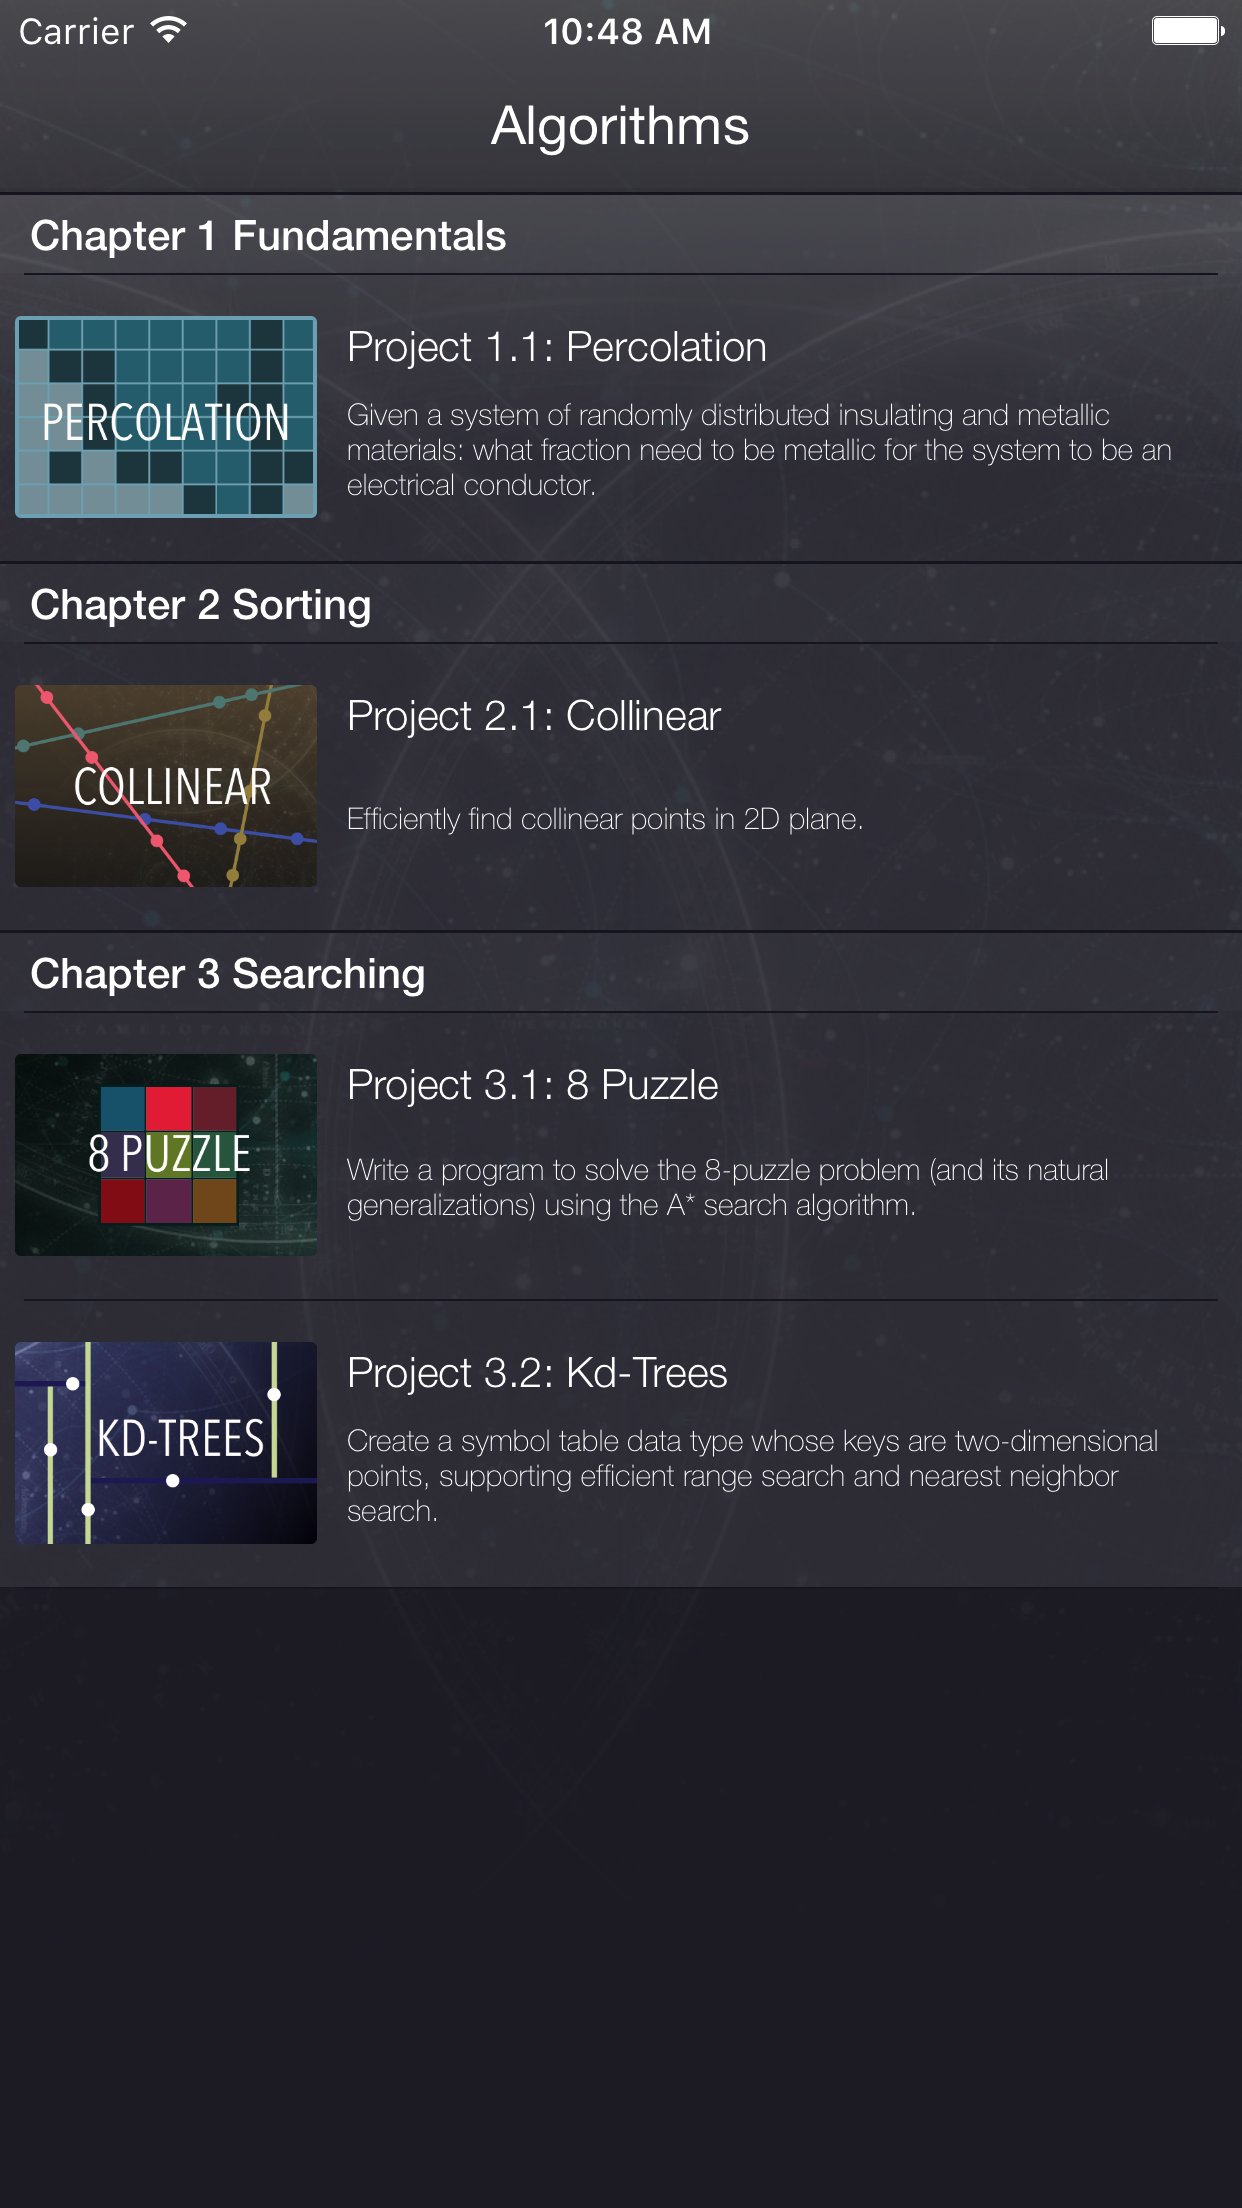 Carrier 10:48 AM
Algorithms
Chapter 1 Fundamentals
PERCOLATION
Project 1.1: Percolation
Given a system of randomly distributed insulating and metallic
materials: what fraction need to be metallic for the system to be an
electrical conductor.
Chapter 2 Sorting
COLLINEAR
Project 2.1: Collinear
Efficiently find collinear points in 2D plane.
Chapter 3 Searching
8 PUZZLE
Project 3.1: 8 Puzzle
Write a program to solve the 8-puzzle problem (and its natural
generalizations) using the A* search algorithm.
KD-TREES
Project 3.2: Kd-Trees
Create a symbol table data type whose keys are two-dimensional
points, supporting efficient range search and nearest neighbor
search.